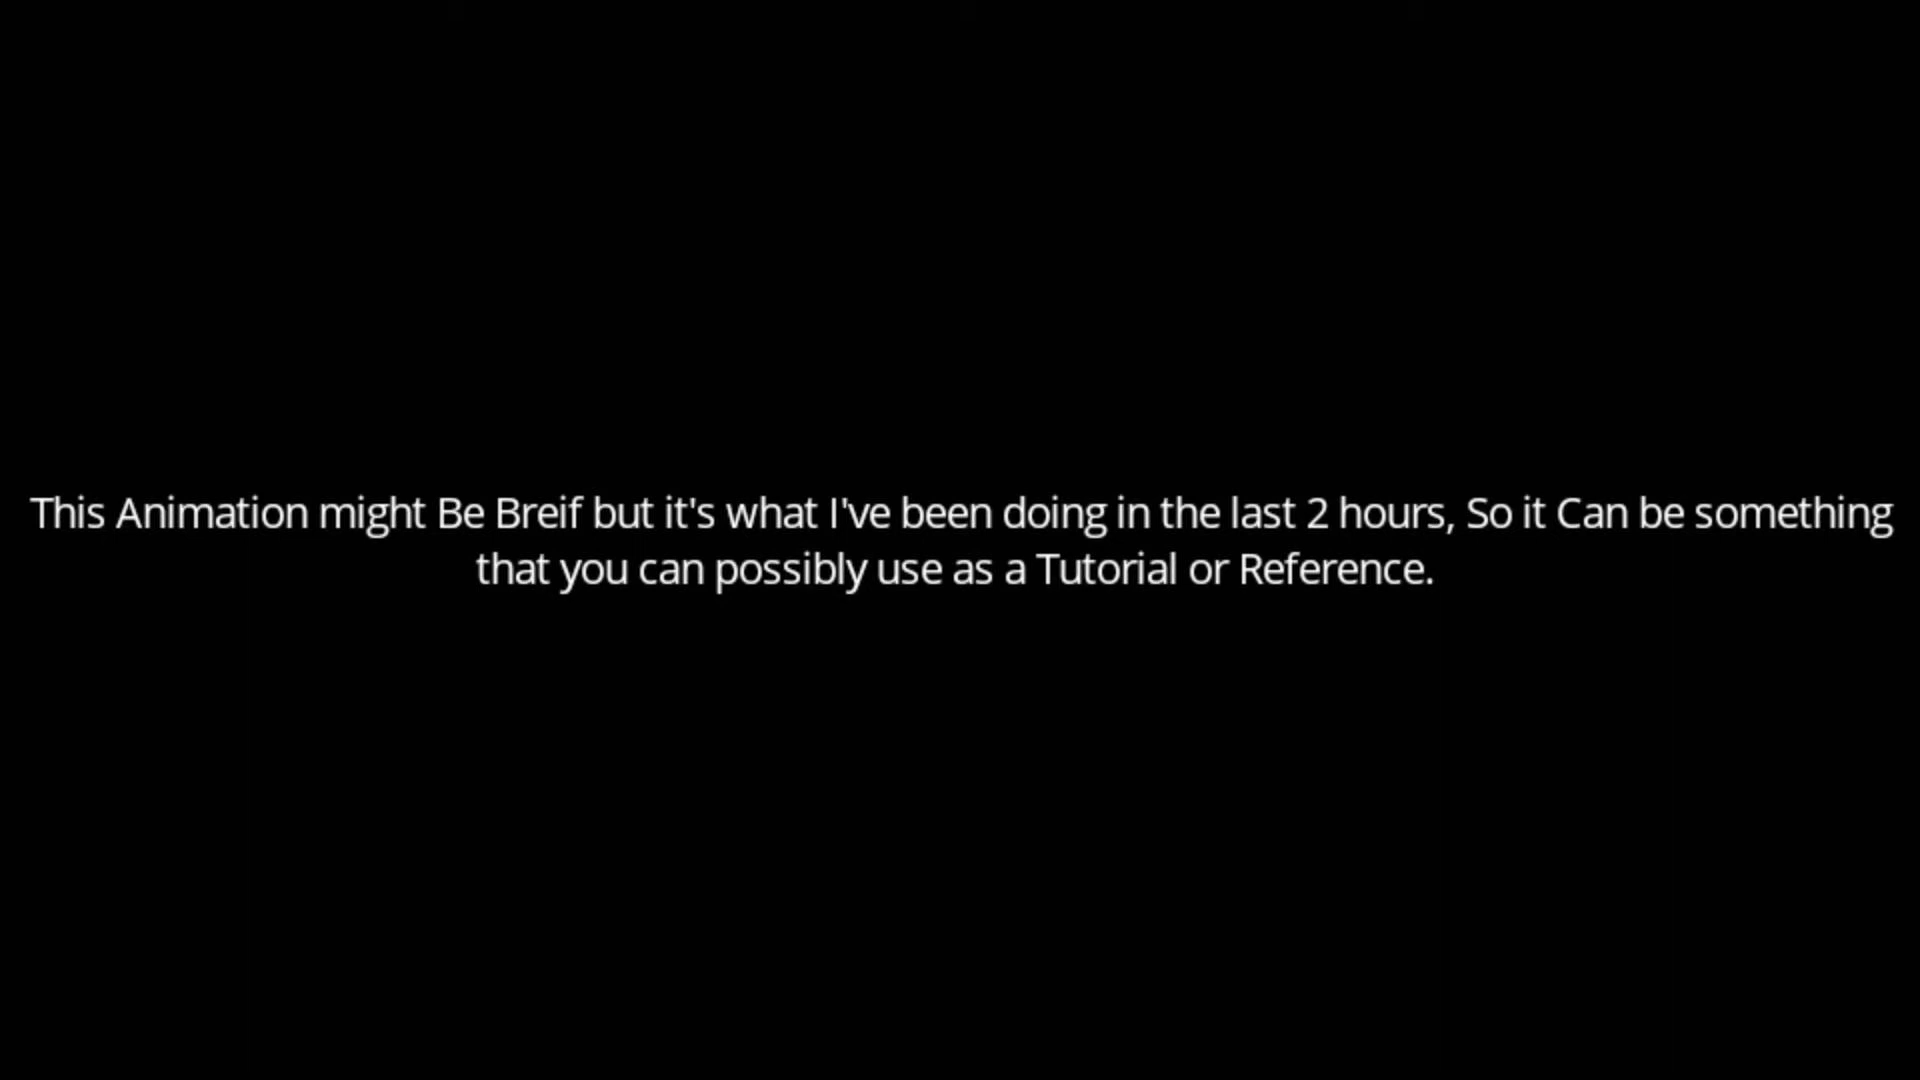 This Animation might Be Breif but it's what I've been doing in the last 2 hours, So it Can be something
that you can possibly use as a Tutorial or Reference.